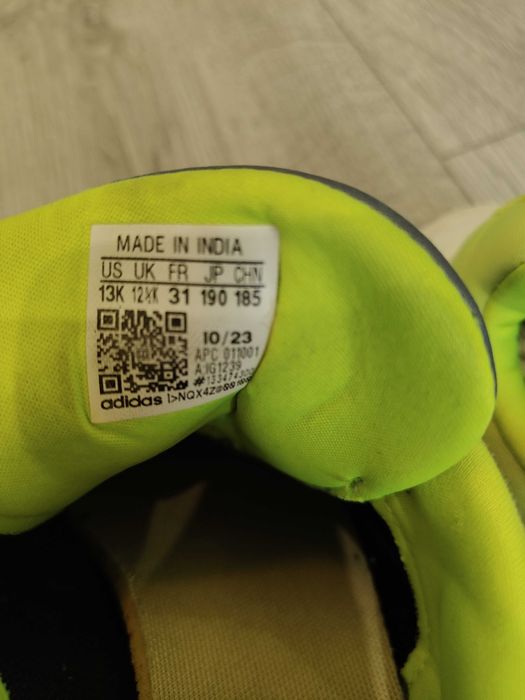 MADE IN INDIA
US UK FR JP CHN
13K 12½K 31 190 185
10/23
APC 011001
A:IG1239
adidas